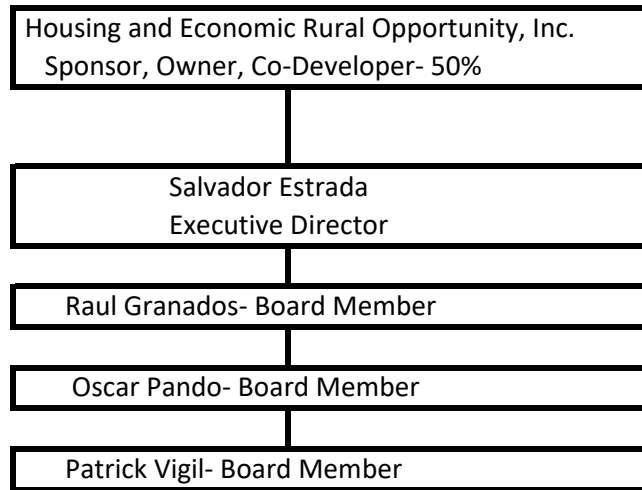 Housing and Economic Rural Opportunity, Inc.
Sponsor, Owner, Co-Developer- 50%
Salvador Estrada
Executive Director
Raul Granados- Board Member
Oscar Pando- Board Member
Patrick Vigil- Board Member